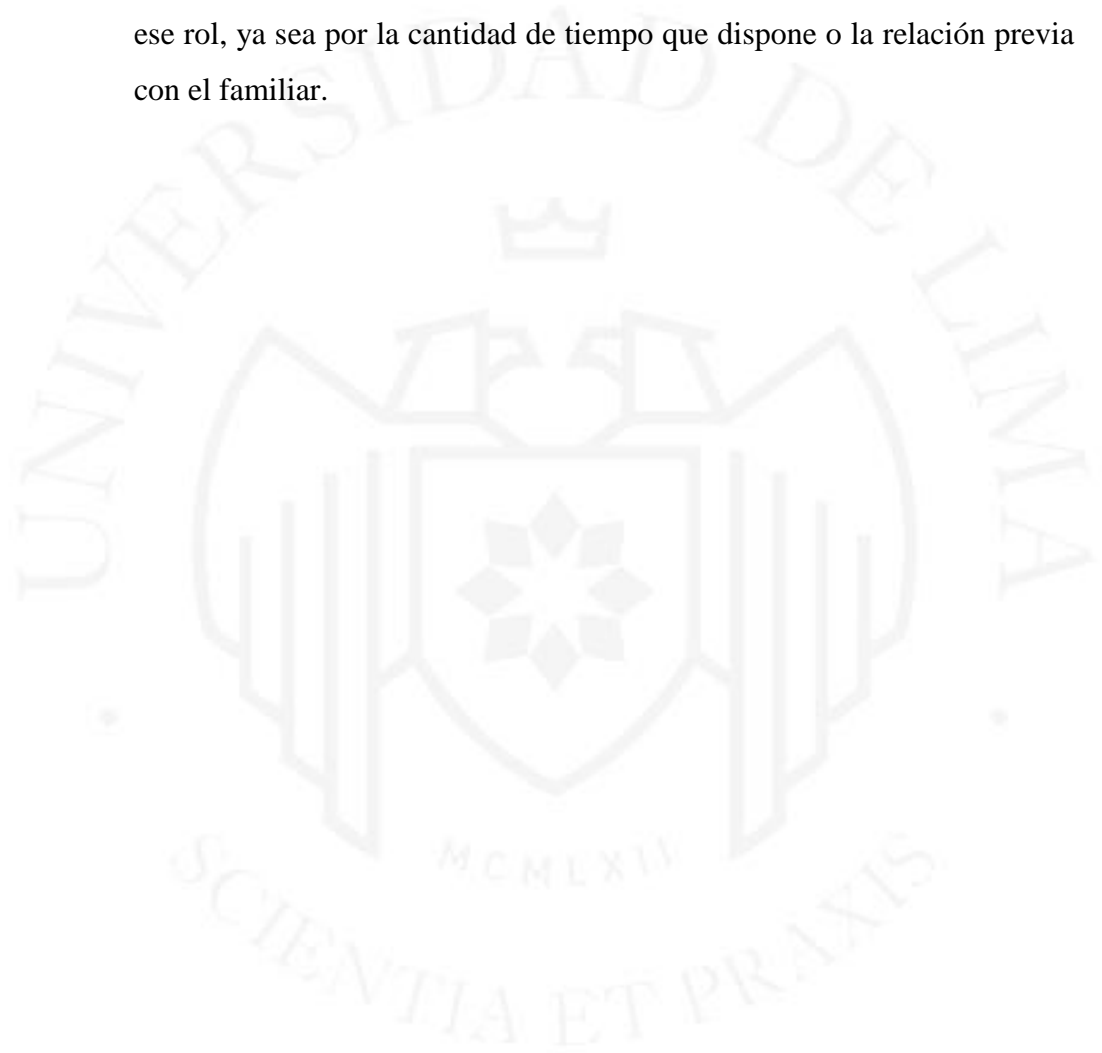 ese rol, ya sea por la cantidad de tiempo que dispone o la relación previa
con el familiar.
UNIVERSIDAD DE LIMA
MCMLXII
SCIENTIA ET PRAXIS